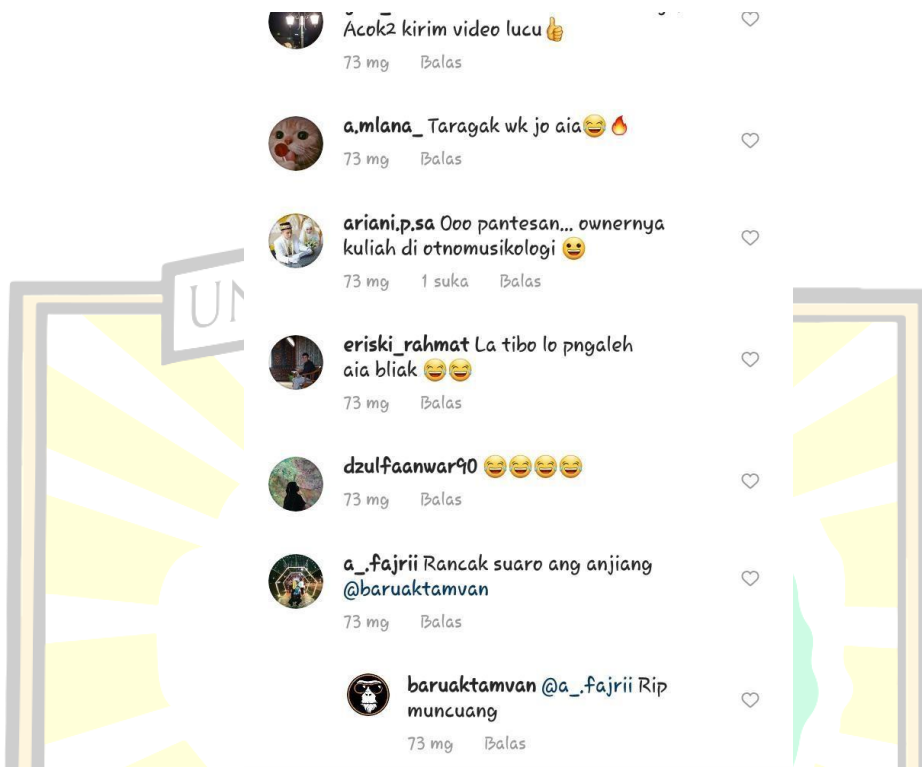 Acok2 kirim video lucu👍
73 mg Balas
a.mlana_ Taragak wk jo aia😂🔥
73 mg Balas
ariani.p.sa Ooo pantesan... ownernya
kuliah di otnomusikologi 😀
73 mg 1 suka Balas
eriski_rahmat La tibo lo pngaleh
aia bliak 😂😂
73 mg Balas
dzulfaanwar90 😂😂😂😂
73 mg Balas
a_.fajrii Rancak suaro ang anjiang
@baruaktamvan
73 mg Balas
baruaktamvan @a_.fajrii Rip
muncuang
73 mg Balas
UN